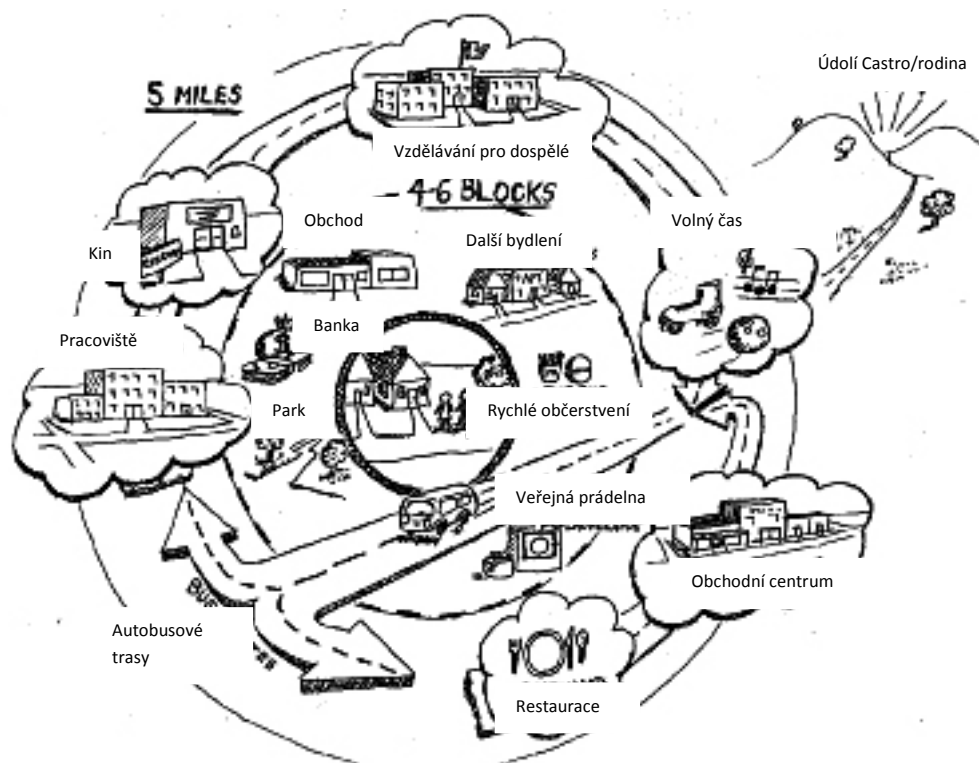 Údolí Castro/rodina
5 MILES
Vzdělávání pro dospělé
4-6 BLOCKS
Obchod
Volný čas
Další bydlení
Kin
Banka
Pracoviště
Park
Rychlé občerstvení
Veřejná prádelna
Obchodní centrum
Autobusové
trasy
Restaurace